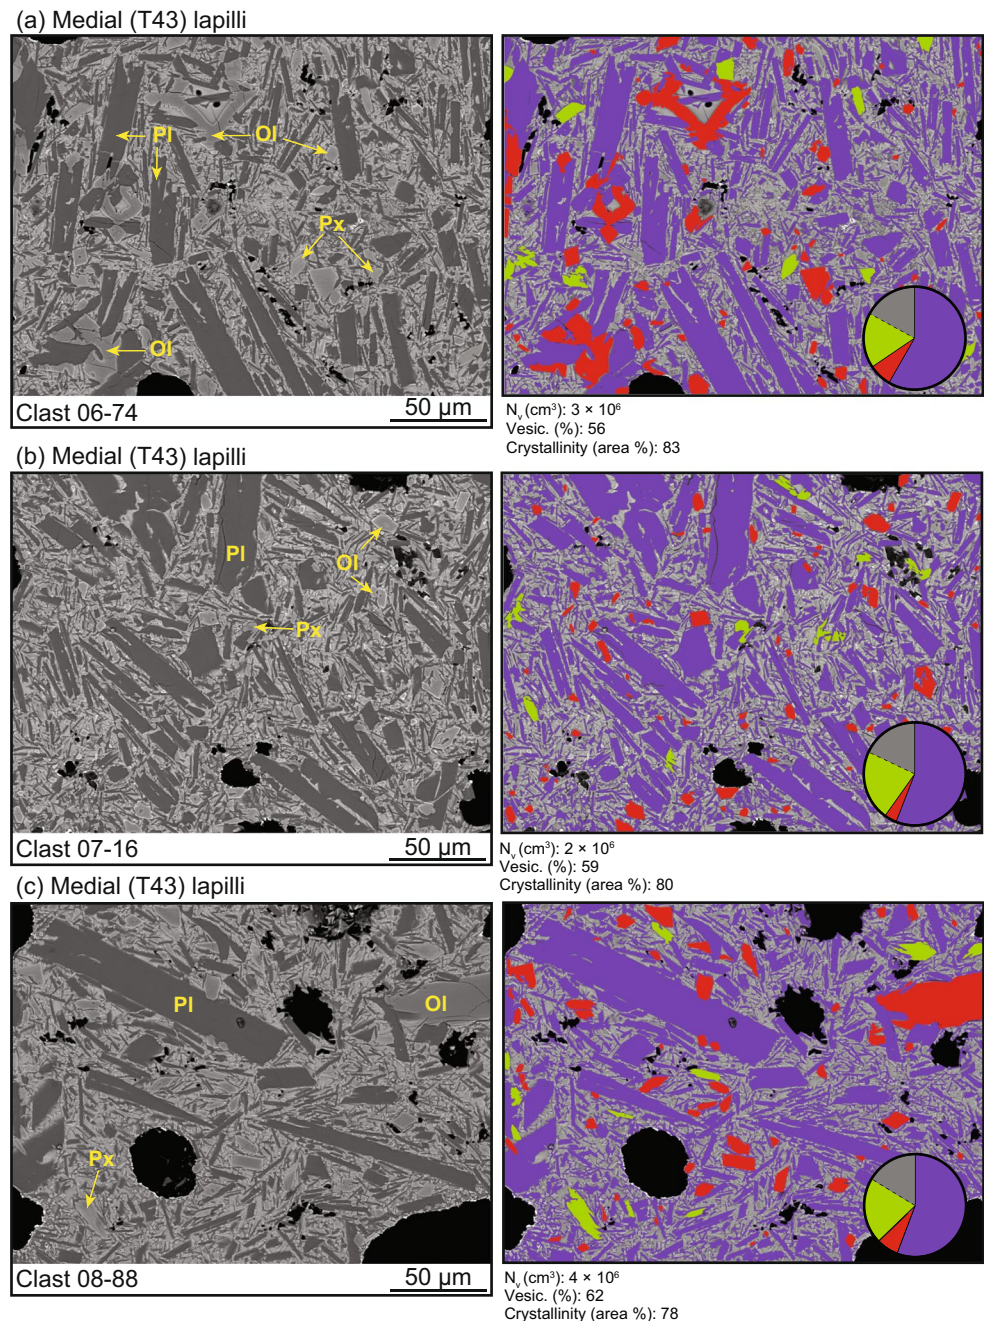 (a) Medial (T43) lapilli
Pl
Ol
Px
Ol
Clast 06-74
50 µm
Nᵥ (cm³): 3 × 10⁶
Vesic. (%): 56
Crystallinity (area %): 83
(b) Medial (T43) lapilli
Ol
Pl
Px
Clast 07-16
50 µm
Nᵥ (cm³): 2 × 10⁶
Vesic. (%): 59
Crystallinity (area %): 80
(c) Medial (T43) lapilli
Pl
Ol
Px
Clast 08-88
50 µm
Nᵥ (cm³): 4 × 10⁶
Vesic. (%): 62
Crystallinity (area %): 78